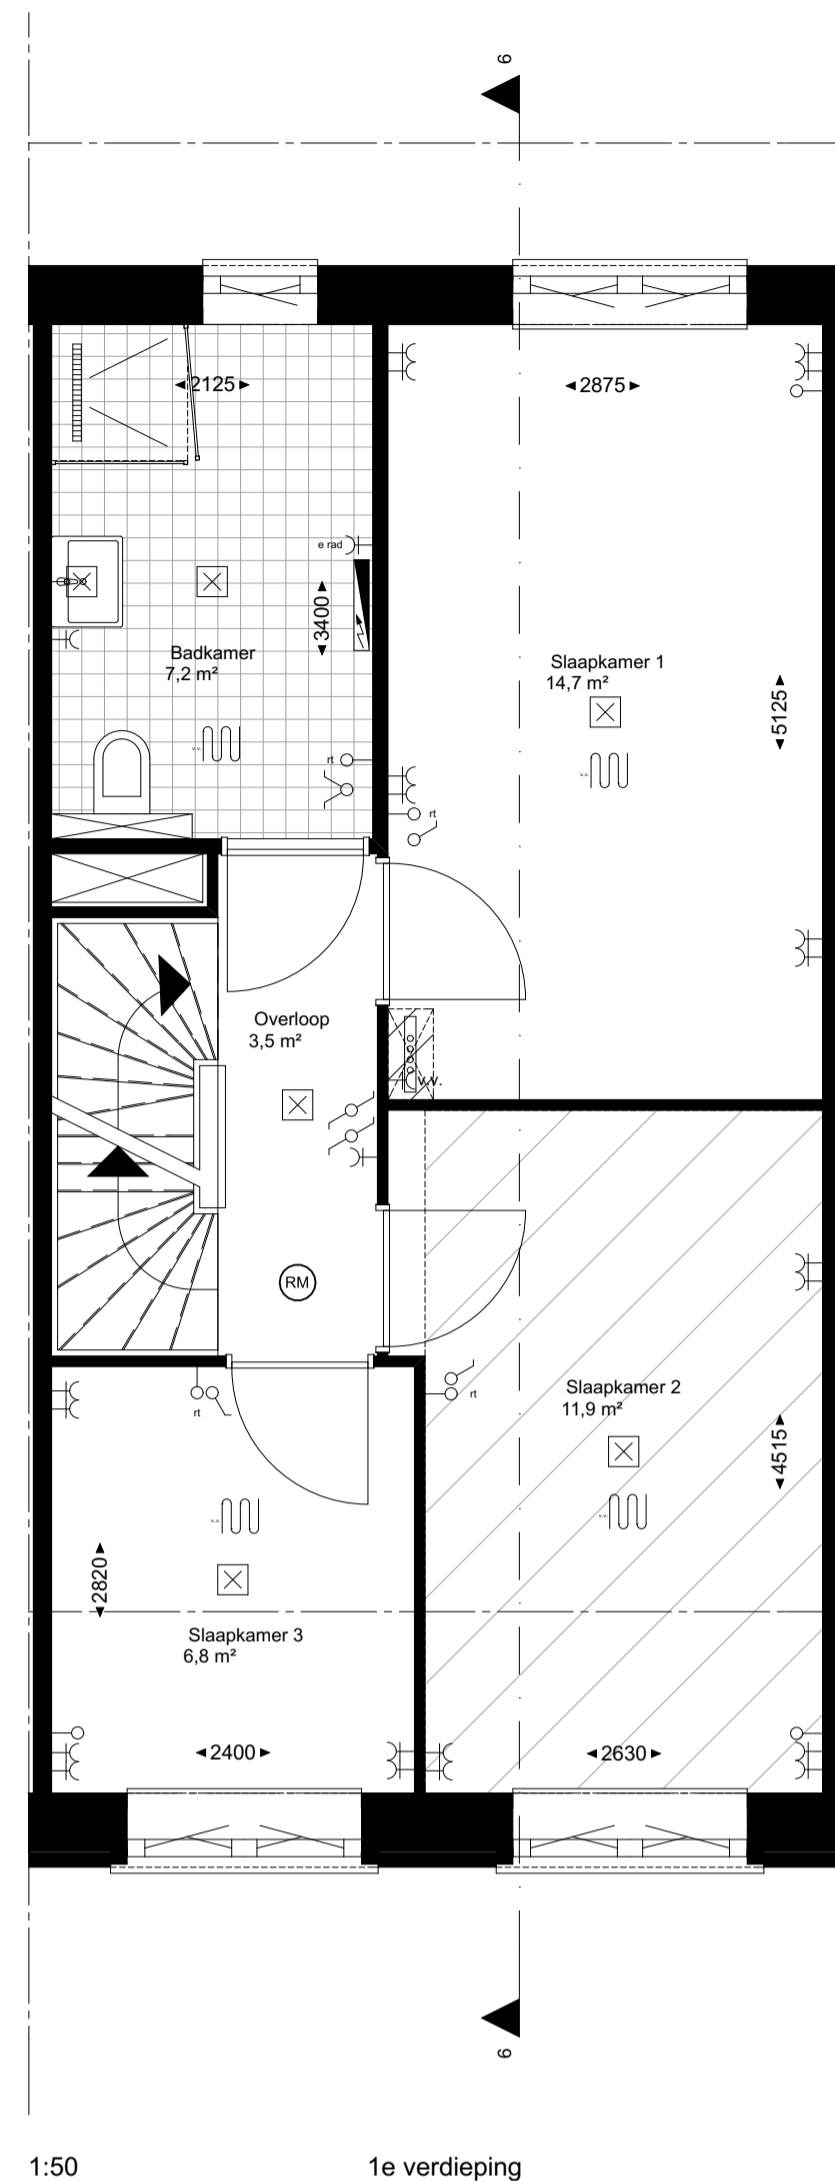 6
2125
2875
e rad
3400
Badkamer
7,2 m²
Slaapkamer 1
14,7 m²
5125
v.v.
v.v.
rt
rt
Overloop
3,5 m²
v.v.
RM
rt
rt
Slaapkamer 2
11,9 m²
4515
v.v.
v.v.
2820
Slaapkamer 3
6,8 m²
2400
2630
6
1:50
1e verdieping